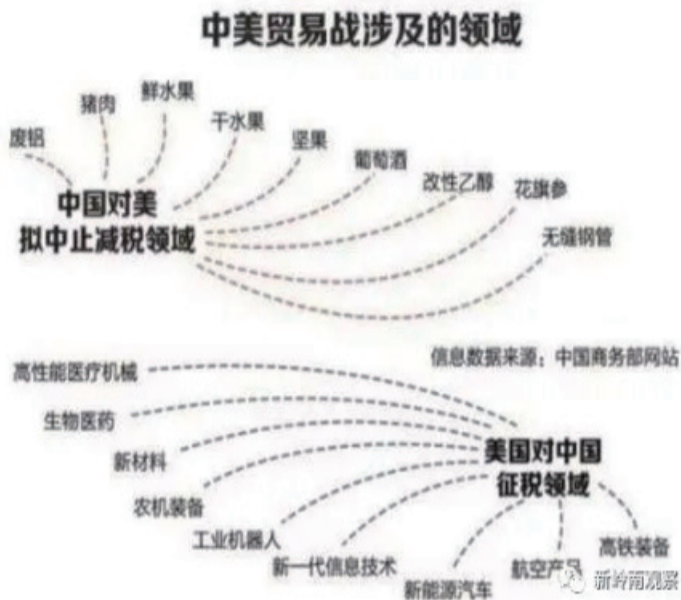 中美贸易战涉及的领域
废铝
猪肉
鲜水果
干水果
坚果
葡萄酒
改性乙醇
花旗参
无缝钢管
中国对美
拟中止减税领域
信息数据来源：中国商务部网站
高性能医疗机械
生物医药
新材料
农机装备
工业机器人
新一代信息技术
新能源汽车
航空产品
高铁装备
美国对中国
征税领域
新岭南观察